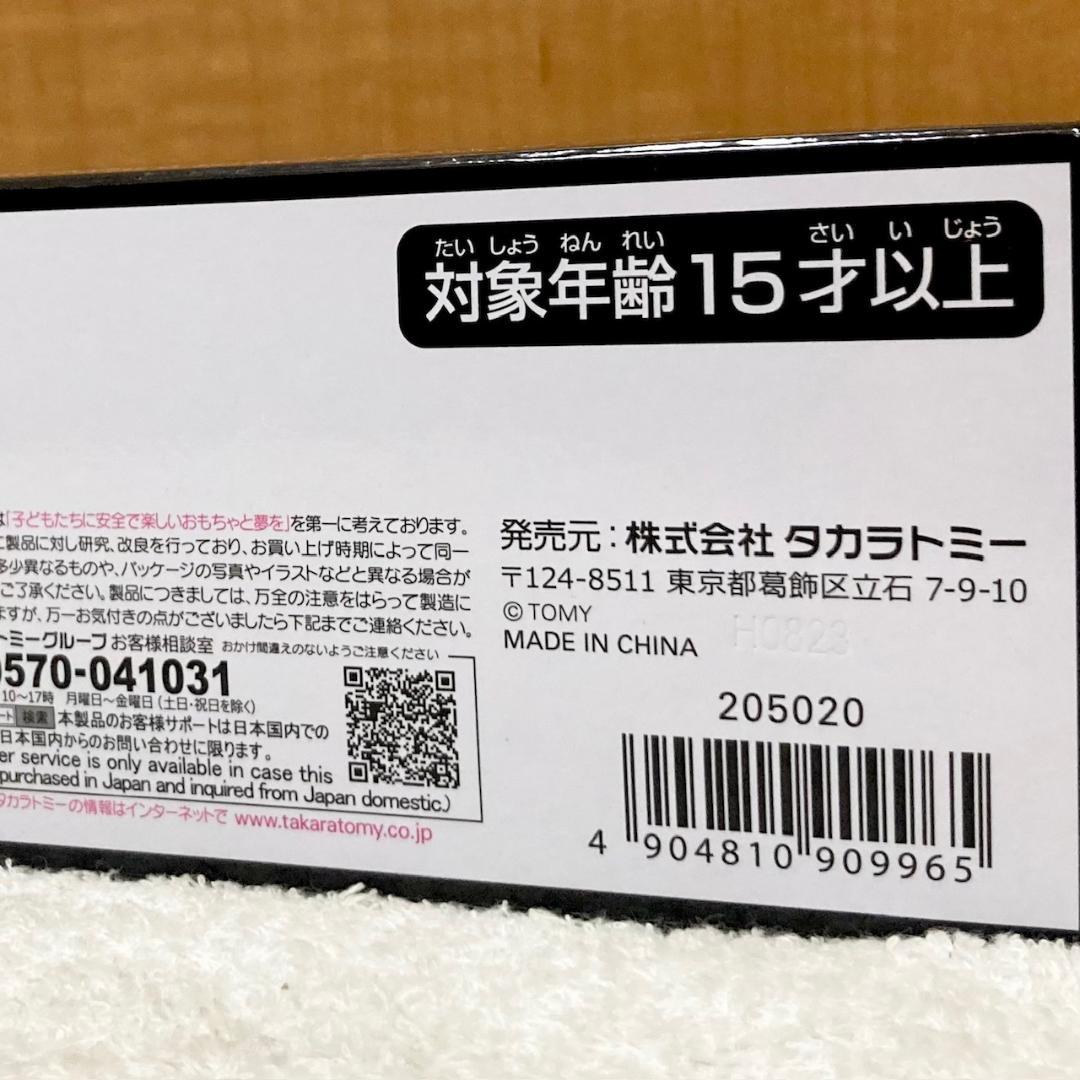 たい しょう ねん れい さい い じょう
対象年齢15才以上
は「子どもたちに安全で楽しいおもちゃと夢を」を第一に考えております。
に製品に対し研究、改良を行っており、お買い上げ時期によって同一
多少異なるものや、パッケージの写真やイラストなどと異なる場合が
ご了承ください。製品につきましては、万全の注意をはらって製造に
ますが、万一お気付きの点がございましたら下記までご連絡ください。
トミーグループ お客様相談室 おかけ間違えのないようご注意ください
0570-041031
10〜17時 月曜日〜金曜日(土日・祝日を除く)
ート 検索 本製品のお客様サポートは日本国内での
日本国内からのお問い合わせに限ります。
er service is only available in case this
purchased in Japan and inquired from Japan domestic.)
タカラトミーの情報はインターネットで www.takaratomy.co.jp
発売元:株式会社 タカラトミー
〒124-8511 東京都葛飾区立石 7-9-10
© TOMY
MADE IN CHINA H0823
205020
4 904810 909965